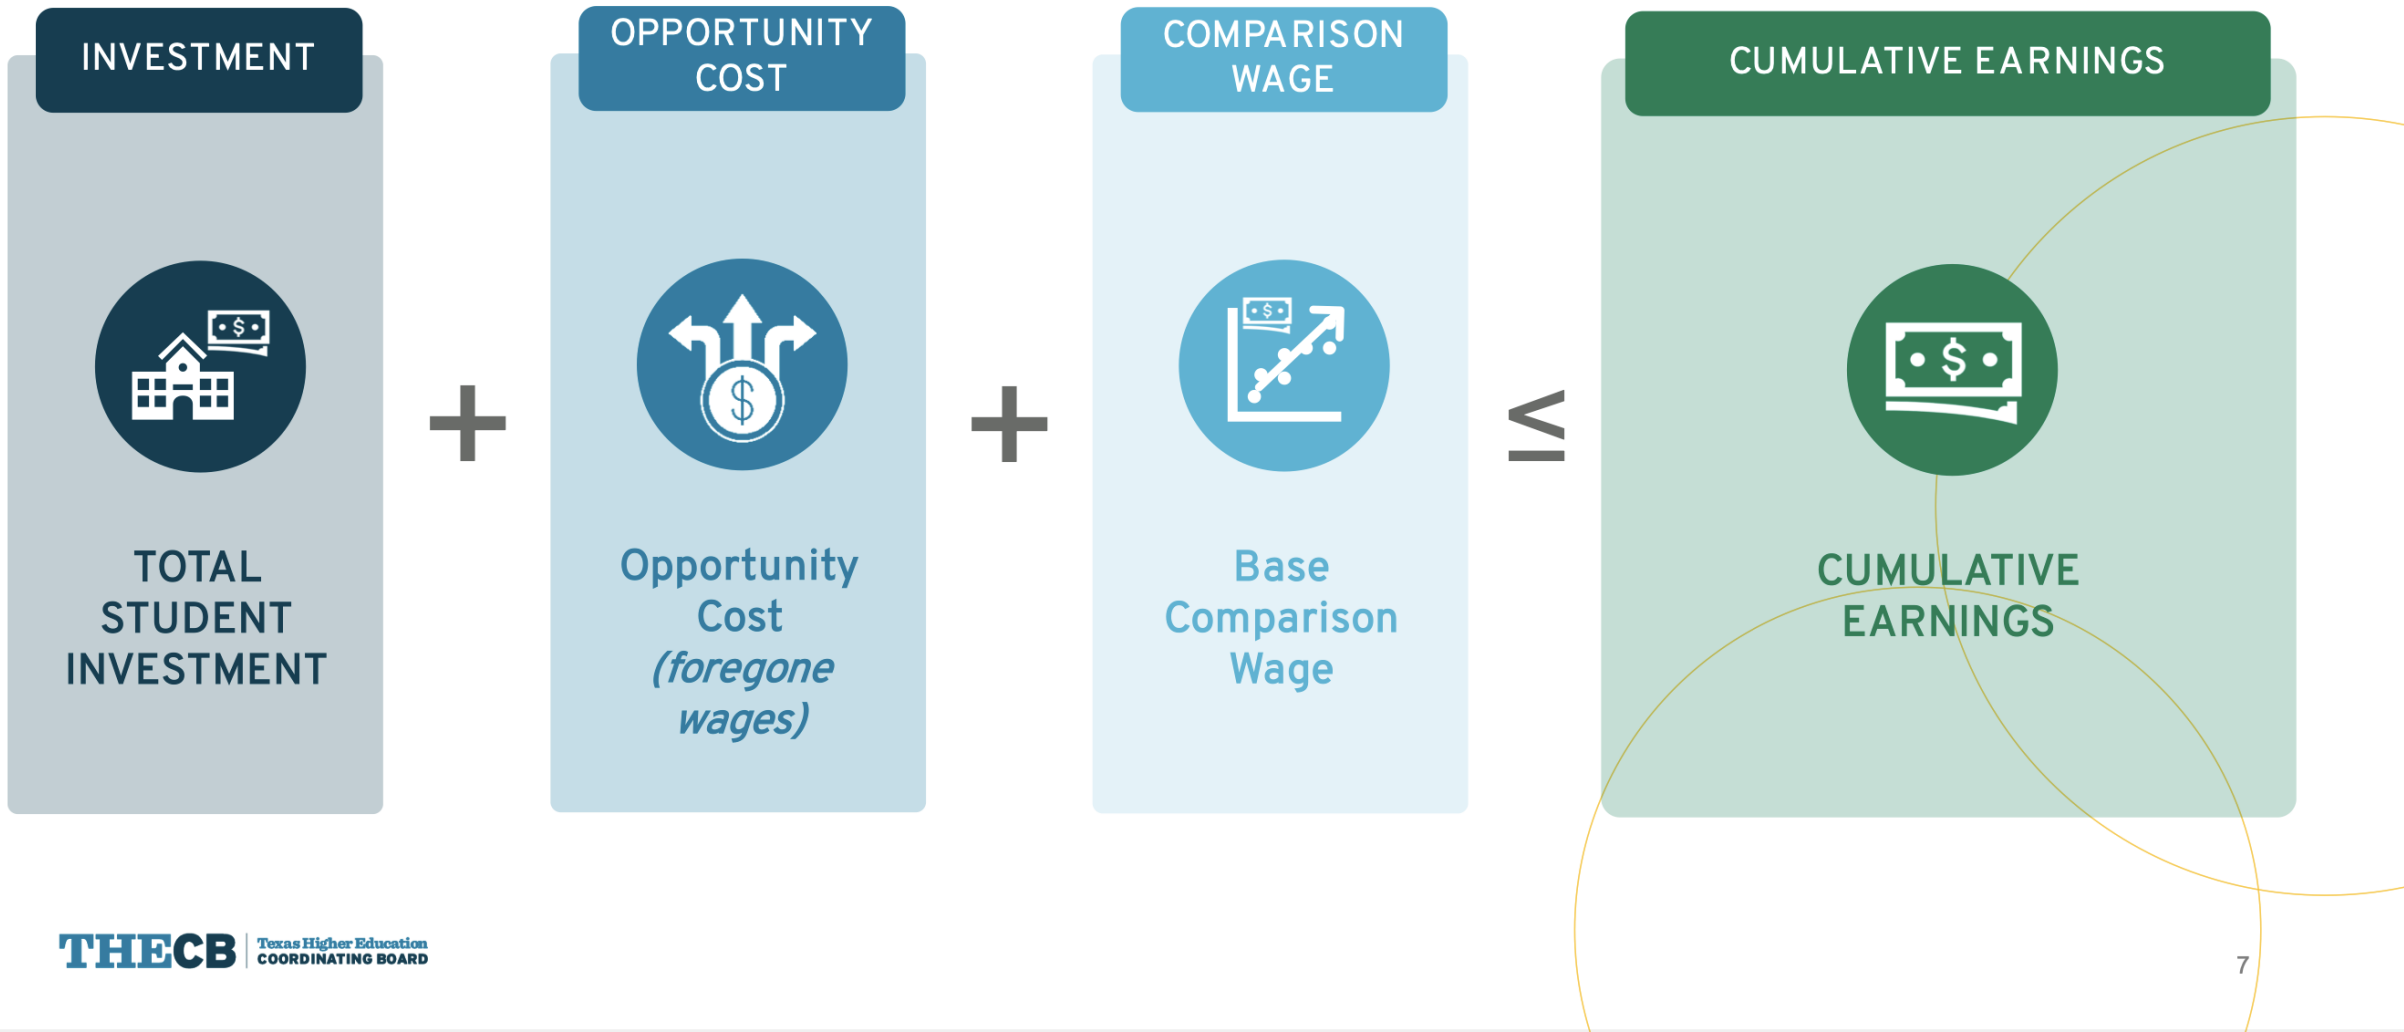 INVESTMENT
TOTAL
STUDENT
INVESTMENT
+
OPPORTUNITY
COST
$
Opportunity
Cost
(foregone
wages)
+
COMPARISON
WAGE
$
Base
Comparison
Wage
≤
CUMULATIVE EARNINGS
$
CUMULATIVE
EARNINGS
THECB
Texas Higher Education
COORDINATING BOARD
7